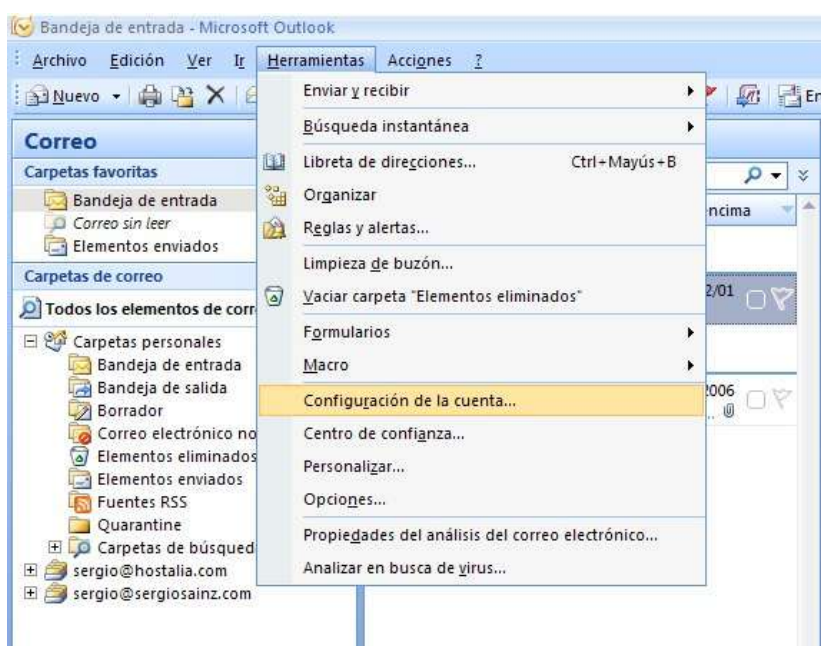 Bandeja de entrada - Microsoft Outlook
Archivo Edición Ver Ir Herramientas Acciones ?
Nuevo
Enviar y recibir
Búsqueda instantánea
Libreta de direcciones... Ctrl+Mayús+B
Organizar
Reglas y alertas...
Limpieza de buzón...
Vaciar carpeta "Elementos eliminados"
Formularios
Macro
Configuración de la cuenta...
Centro de confianza...
Personalizar...
Opciones...
Propiedades del análisis del correo electrónico...
Analizar en busca de virus...
Correo
Carpetas favoritas
Bandeja de entrada
Correo sin leer
Elementos enviados
Carpetas de correo
Todos los elementos de corr
Carpetas personales
Bandeja de entrada
Bandeja de salida
Borrador
Correo electrónico no
Elementos eliminados
Elementos enviados
Fuentes RSS
Quarantine
Carpetas de búsqued
sergio@hostalia.com
sergio@sergiosainz.com
En
ncima
2/01
2006